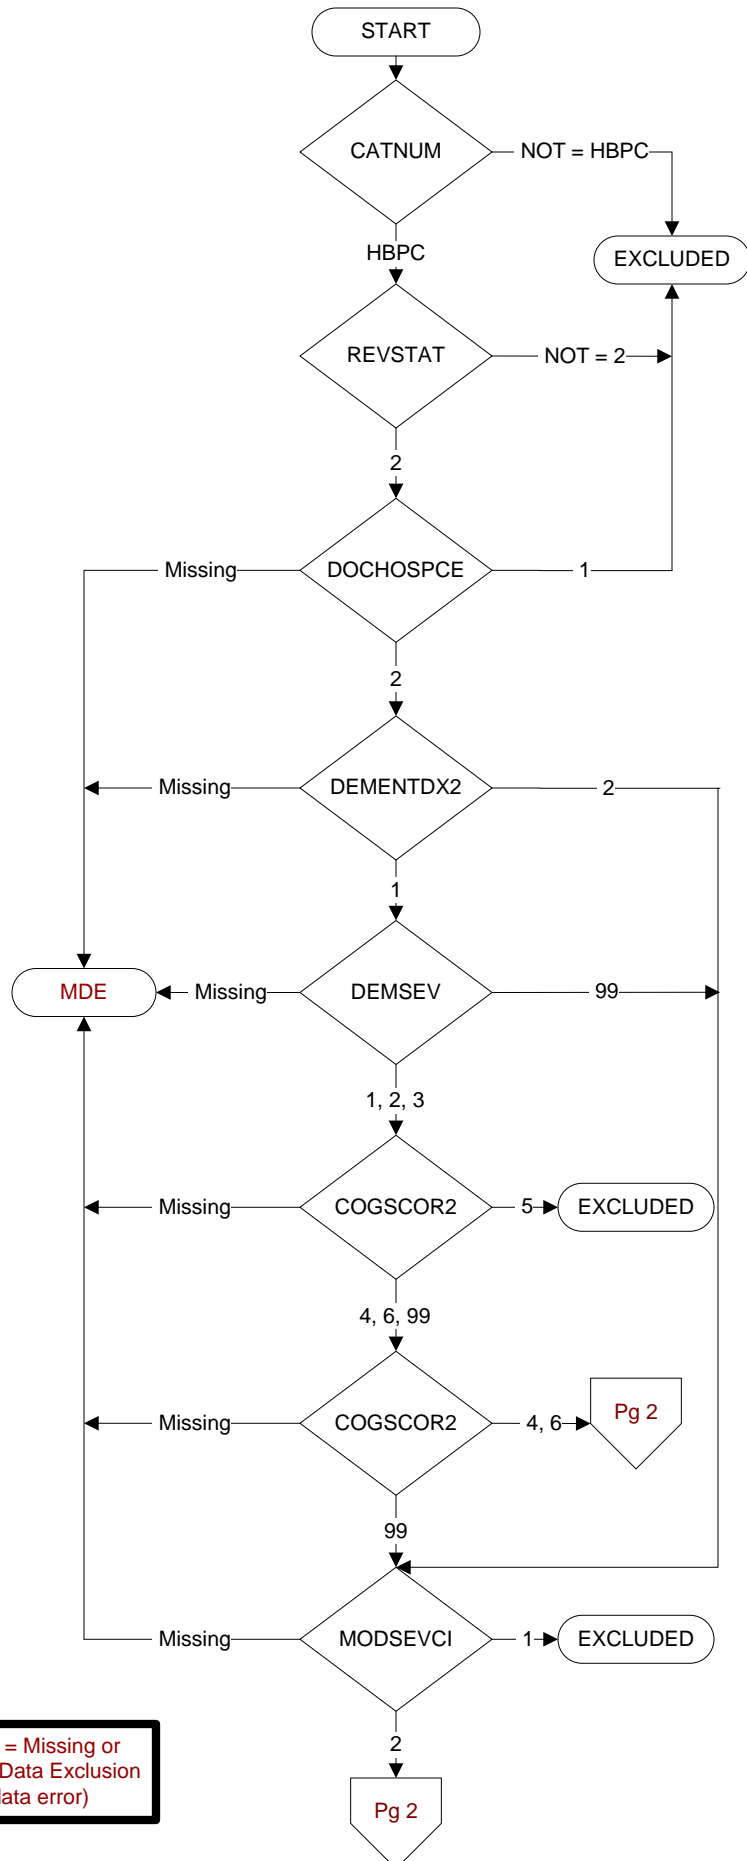 START
CATNUM
NOT = HBPC
HBPC
EXCLUDED
REVSTAT
NOT = 2
2
Missing
DOCHOSPCE
1
2
Missing
DEMENTDX2
2
1
MDE
Missing
DEMSEV
99
1, 2, 3
Missing
COGSCOR2
5
EXCLUDED
4, 6, 99
Missing
COGSCOR2
4, 6
Pg 2
99
Missing
MODSEVCI
1
EXCLUDED
= Missing or
Data Exclusion
data error)
2
Pg 2